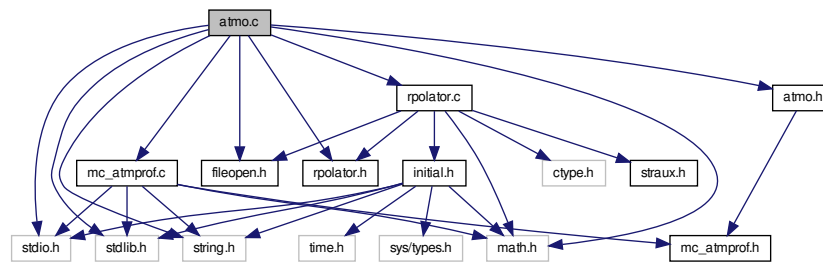 atmo.c
rpolator.c
atmo.h
mc_atmprof.c
fileopen.h
rpolator.h
initial.h
ctype.h
straux.h
stdio.h
stdlib.h
string.h
time.h
sys/types.h
math.h
mc_atmprof.h